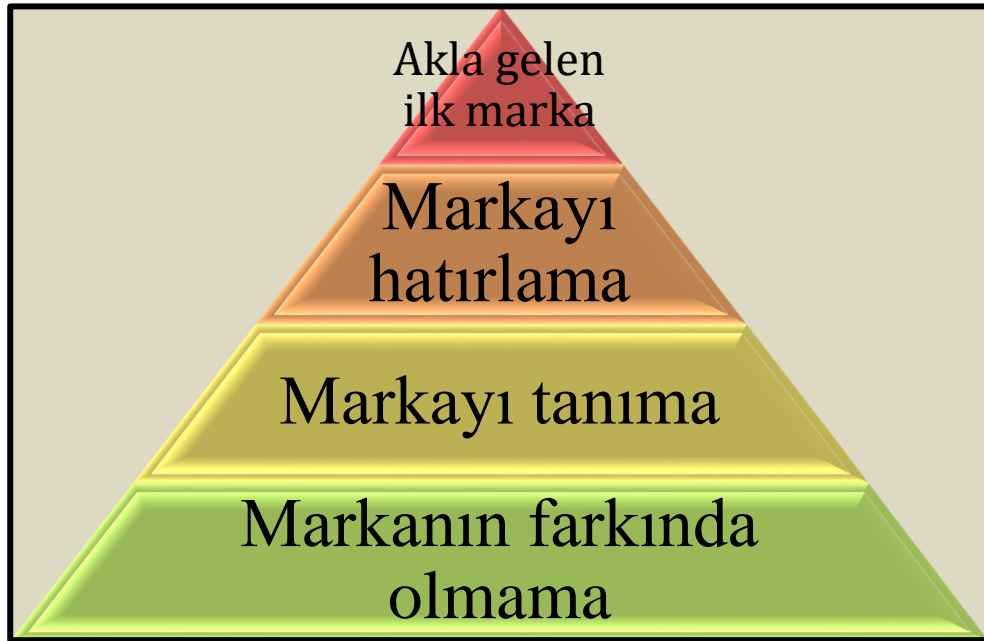 Akla gelen
ilk marka
Markayı
hatırlama
Markayı tanıma
Markanın farkında
olmama